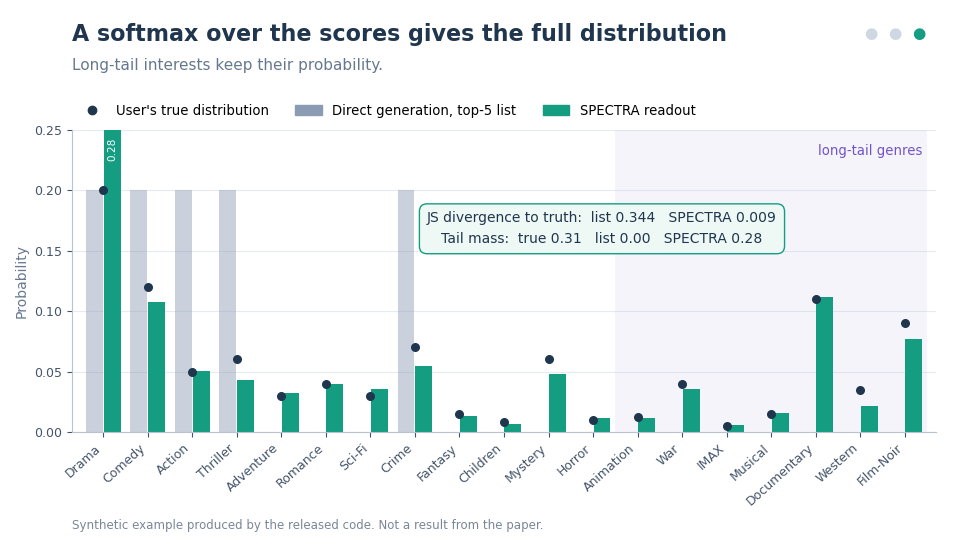 A softmax over the scores gives the full distribution
Long-tail interests keep their probability.
User's true distribution
Direct generation, top-5 list
SPECTRA readout
0.25
0.20
0.15
0.10
0.05
0.00
Probability
0.28
long-tail genres
JS divergence to truth: list 0.344 SPECTRA 0.009
Tail mass: true 0.31 list 0.00 SPECTRA 0.28
Drama
Comedy
Action
Thriller
Adventure
Romance
Sci-Fi
Crime
Fantasy
Children
Mystery
Horror
Animation
War
IMAX
Musical
Documentary
Western
Film-Noir
Synthetic example produced by the released code. Not a result from the paper.